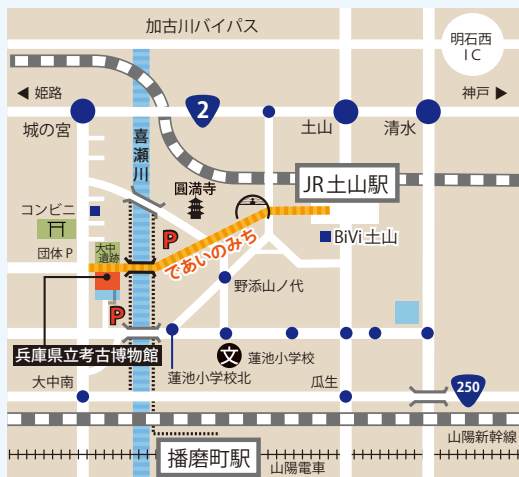 加古川バイパス
明石西
IC
◀ 姫路
神戸 ▶
2
城の宮
土山
清水
喜瀬川
圓満寺
JR土山駅
コンビニ
P
BiVi土山
団体P
大中
遺跡
であいのみち
野添山ノ代
P
兵庫県立考古博物館
文
蓮池小学校
蓮池小学校北
大中南
瓜生
250
山陽新幹線
播磨町駅
山陽電車